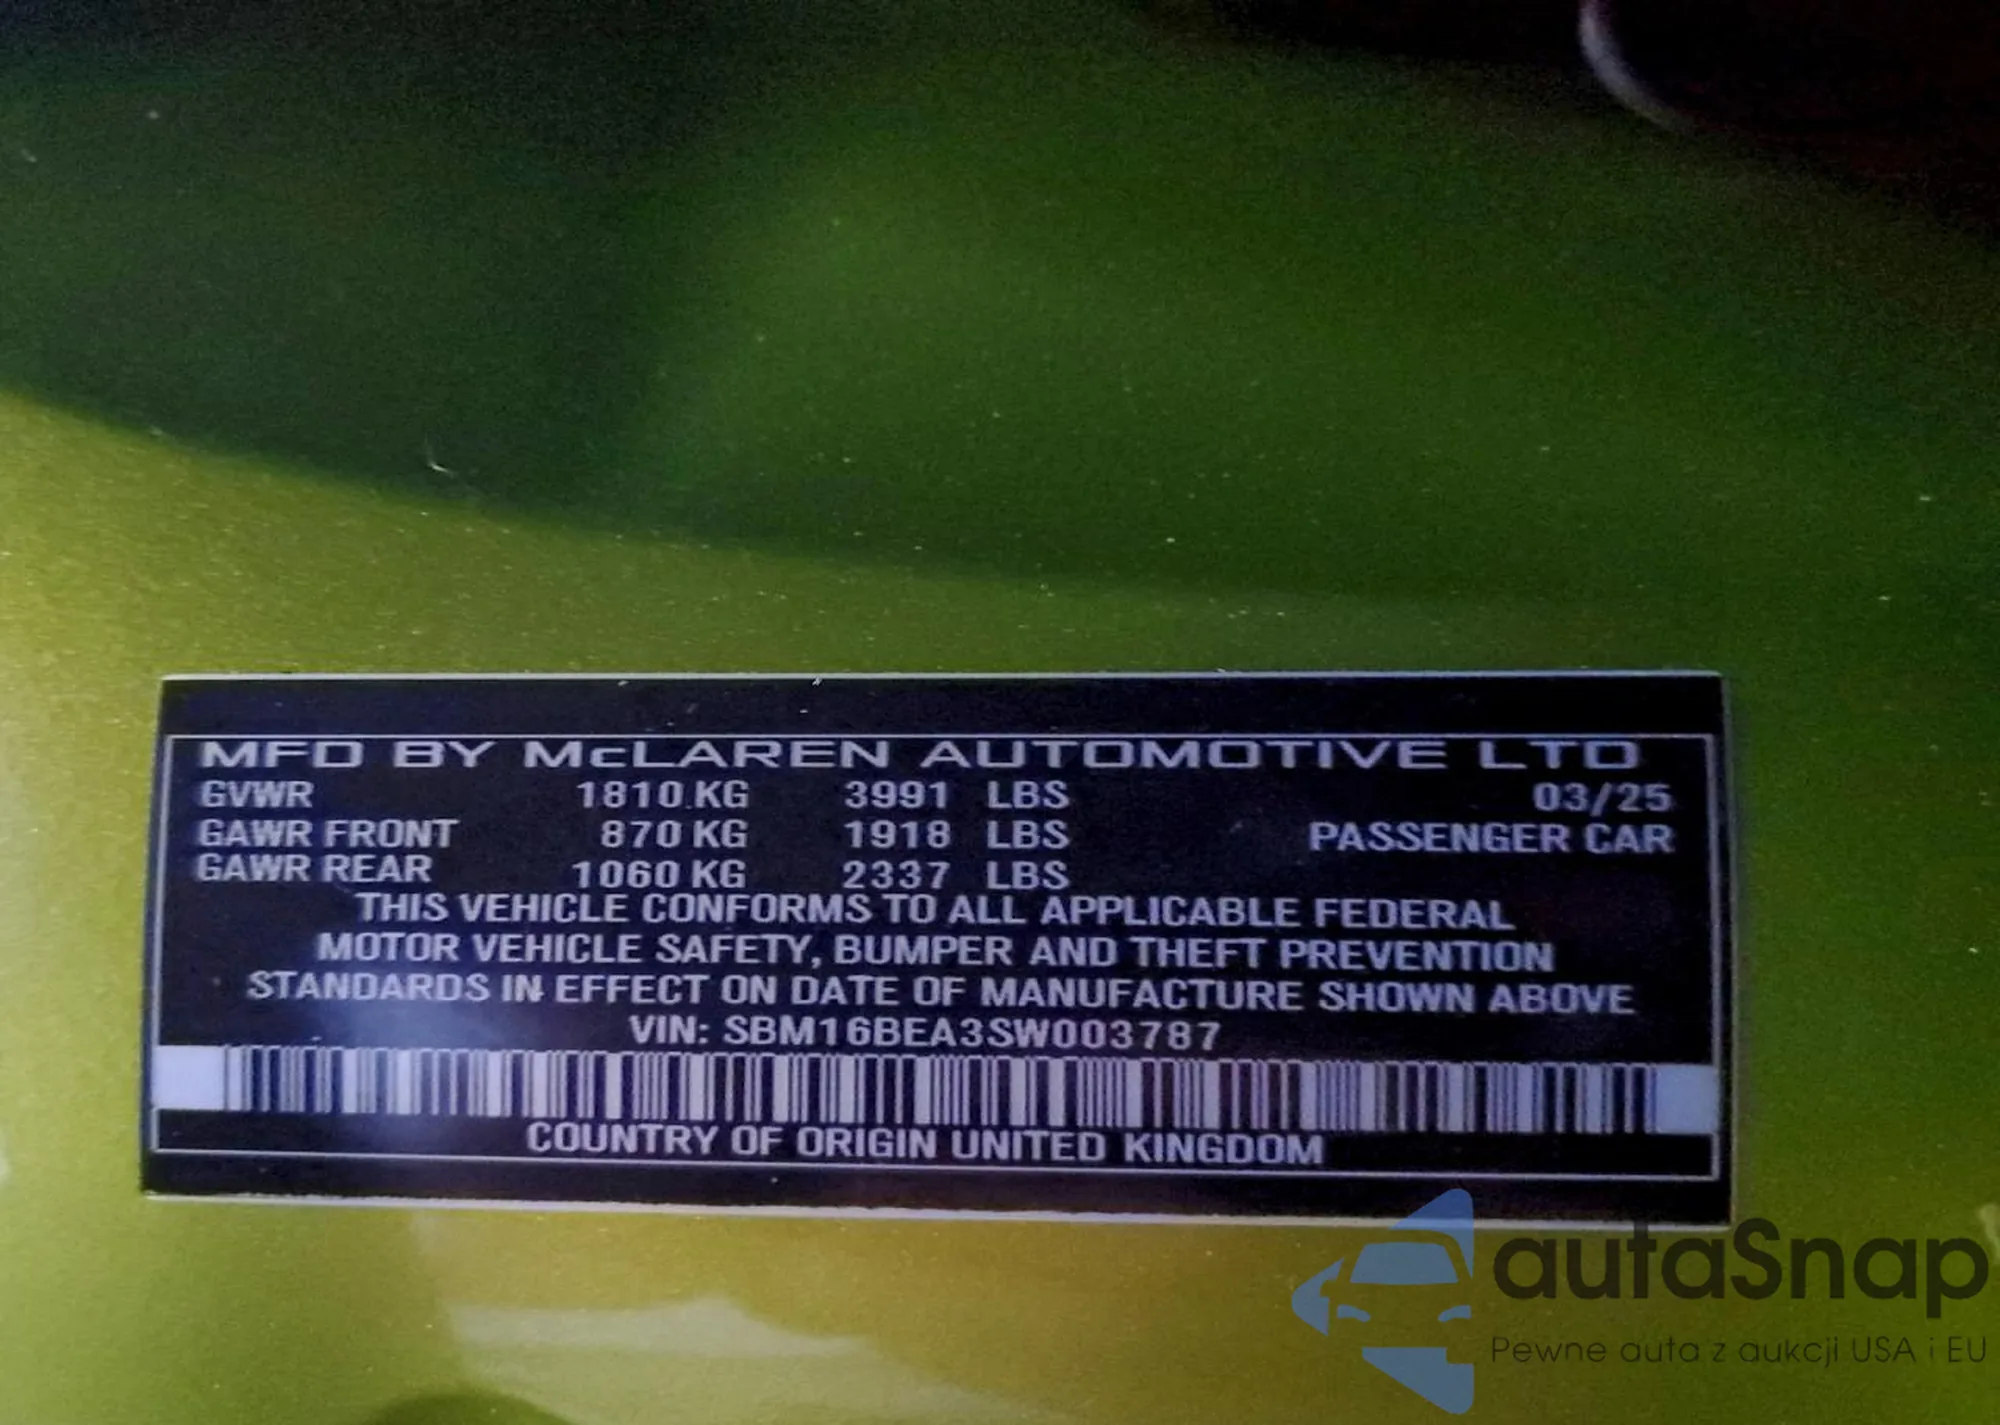 MFD BY McLAREN AUTOMOTIVE LTD
GVWR 1810 KG 3991 LBS 03/25
GAWR FRONT 870 KG 1918 LBS PASSENGER CAR
GAWR REAR 1060 KG 2337 LBS
THIS VEHICLE CONFORMS TO ALL APPLICABLE FEDERAL
MOTOR VEHICLE SAFETY, BUMPER AND THEFT PREVENTION
STANDARDS IN EFFECT ON DATE OF MANUFACTURE SHOWN ABOVE
VIN: SBM16BEA3SW003787
COUNTRY OF ORIGIN UNITED KINGDOM
autaSnap
Pewne auta z aukcji USA i EU